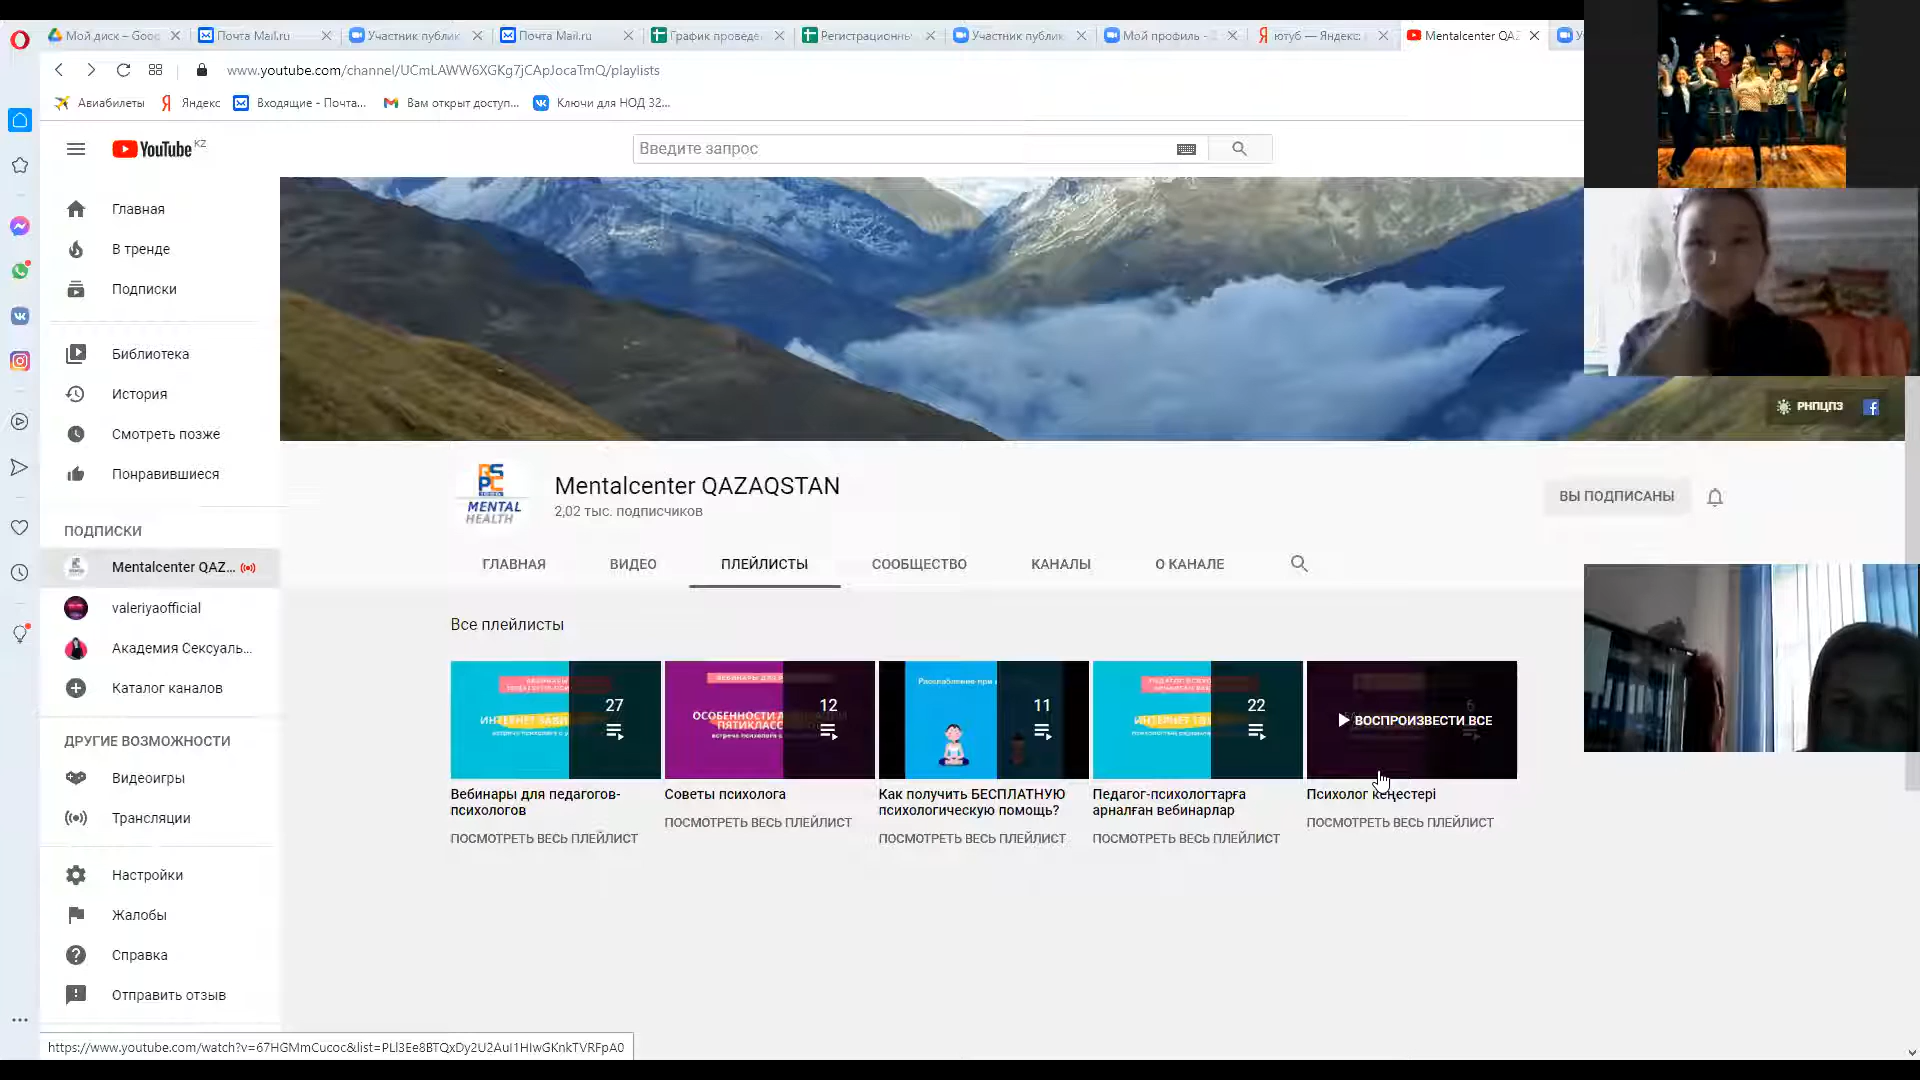 Мой диск – Goo
Почта Mail.ru
Участник публик
Почта Mail.ru
График проведе
Регистрационны
Участник публик
Мой профиль -
ютуб — Яндекс:
Mentalcenter QAZ
www.youtube.com/channel/UCmLAWW6XGKg7jCApJocaTmQ/playlists
Авиабилеты
Яндекс
Входящие - Почта...
Вам открыт доступ...
Ключи для НОД 32...
YouTube KZ
Введите запрос
Главная
В тренде
Подписки
Библиотека
История
Смотреть позже
Понравившиеся
ПОДПИСКИ
Mentalcenter QAZ...
valeriyaofficial
Академия Сексуаль...
Каталог каналов
ДРУГИЕ ВОЗМОЖНОСТИ
Видеоигры
Трансляции
Настройки
Жалобы
Справка
Отправить отзыв
РНПЦПЗ
MENTAL
HEALTH
Mentalcenter QAZAQSTAN
2,02 тыс. подписчиков
ВЫ ПОДПИСАНЫ
ГЛАВНАЯ
ВИДЕО
ПЛЕЙЛИСТЫ
СООБЩЕСТВО
КАНАЛЫ
О КАНАЛЕ
Все плейлисты
27
Вебинары для педагогов-
психологов
ПОСМОТРЕТЬ ВЕСЬ ПЛЕЙЛИСТ
ОСОБЕННОСТИ
12
Советы психолога
ПОСМОТРЕТЬ ВЕСЬ ПЛЕЙЛИСТ
Расслабление при
11
Как получить БЕСПЛАТНУЮ
психологическую помощь?
ПОСМОТРЕТЬ ВЕСЬ ПЛЕЙЛИСТ
22
Педагог-психологтарға
арналған вебинарлар
ПОСМОТРЕТЬ ВЕСЬ ПЛЕЙЛИСТ
6
ВОСПРОИЗВЕСТИ ВСЕ
Психолог кеңестері
ПОСМОТРЕТЬ ВЕСЬ ПЛЕЙЛИСТ
https://www.youtube.com/watch?v=67HGMmCucoc&list=PLl3Ee8BTQxDy2U2AuI1HIwGKnkTVRFpA0